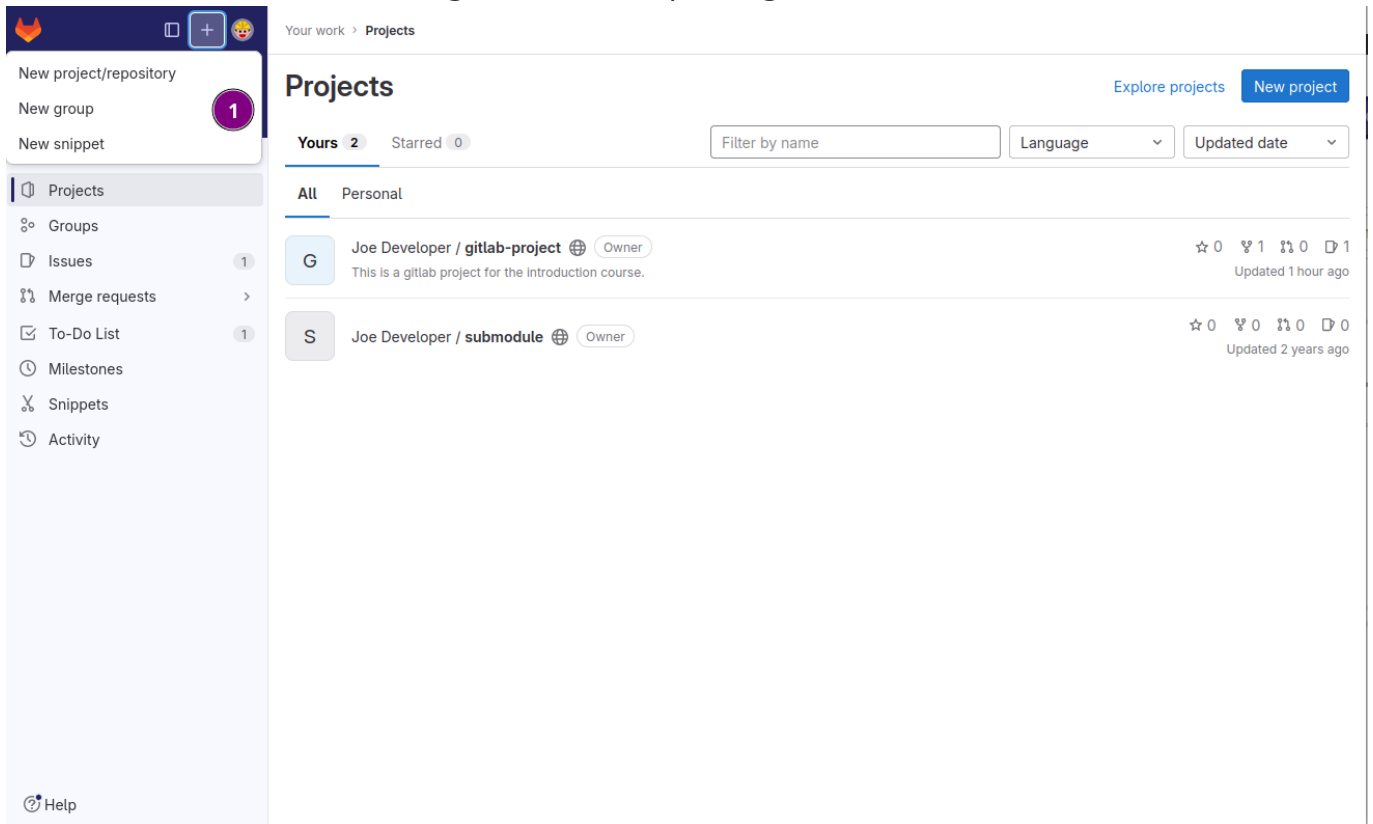 Your work > Projects
New project/repository
New group
1
New snippet
Projects
Explore projects
New project
Yours 2
Starred 0
Filter by name
Language
Updated date
All
Personal
Projects
Groups
Issues 1
Merge requests
To-Do List 1
Milestones
Snippets
Activity
Help
G
Joe Developer / gitlab-project
Owner
This is a gitlab project for the introduction course.
0 1 0 1
Updated 1 hour ago
S
Joe Developer / submodule
Owner
0 0 0 0
Updated 2 years ago